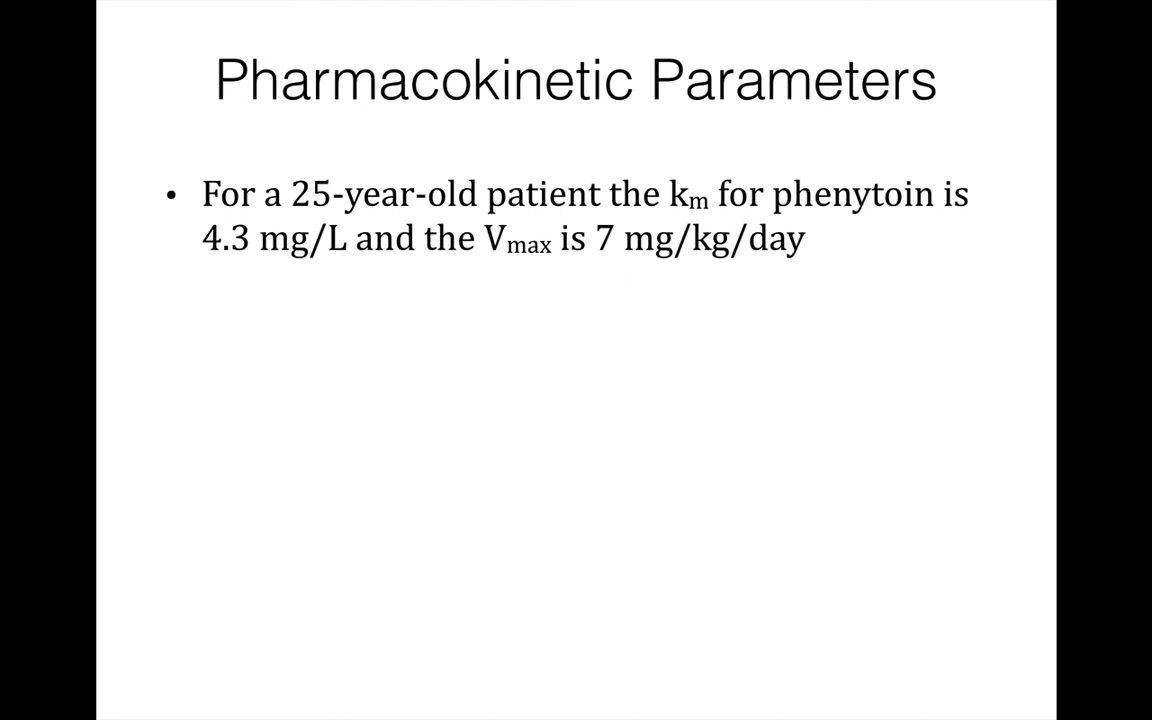 Pharmacokinetic Parameters
• For a 25-year-old patient the kₘ for phenytoin is
4.3 mg/L and the Vₘₐₓ is 7 mg/kg/day